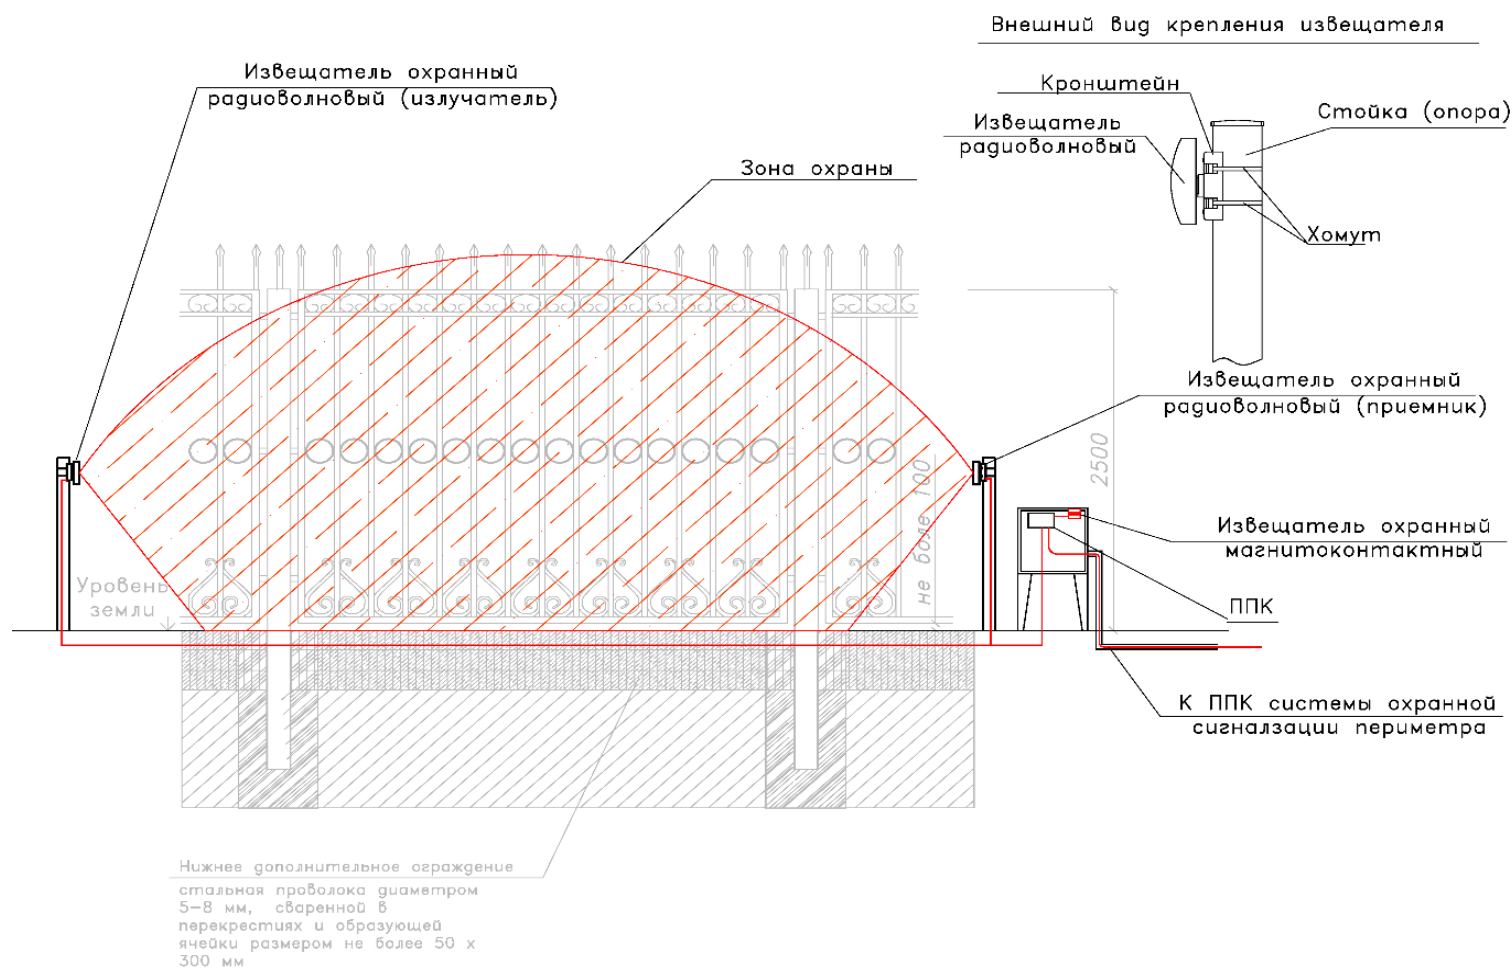 Внешний вид крепления извещателя
Извещатель охранный
радиоволновый (излучатель)
Кронштейн
Стойка (опора)
Извещатель
радиоволновый
Зона охраны
Хомут
Извещатель охранный
радиоволновый (приемник)
2500
не боле 100
Извещатель охранный
магнитоконтактный
Уровень
земли
ППК
К ППК системы охранной
сигналзации периметра
Нижнее дополнительное ограждение
стальная проволока диаметром
5–8 мм, сваренной в
перекрестиях и образующей
ячейки размером не более 50 х
300 мм